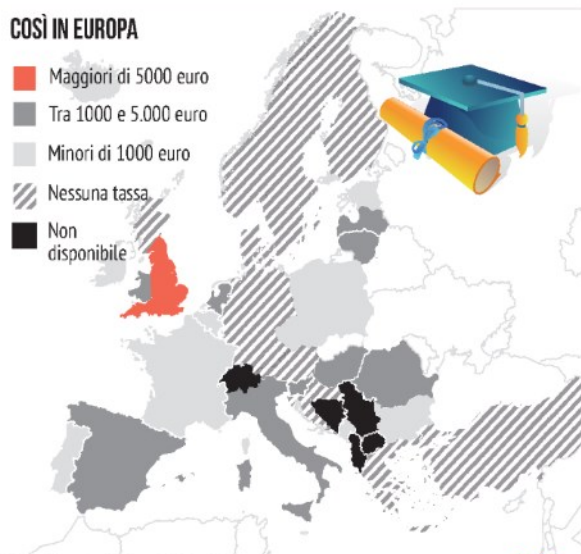 COSÌ IN EUROPA
Maggiori di 5000 euro
Tra 1000 e 5.000 euro
Minori di 1000 euro
Nessuna tassa
Non
disponibile